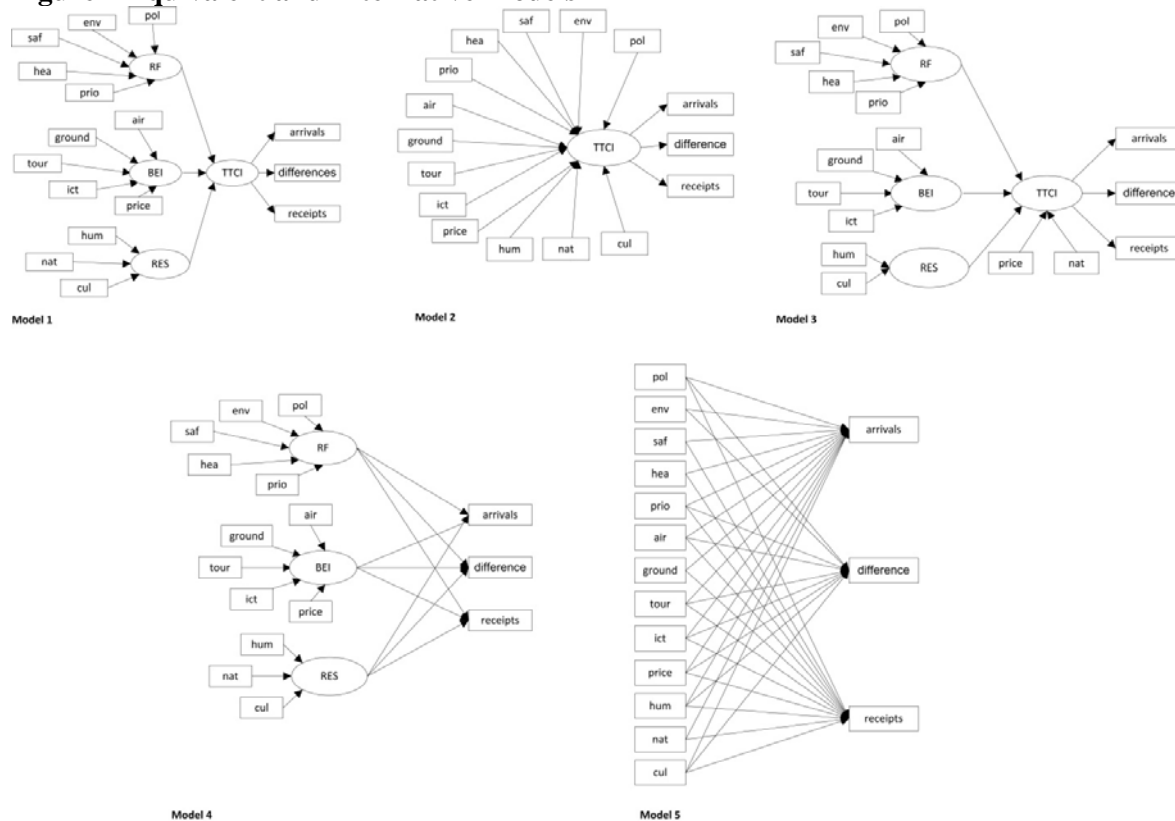 pol
env
saf
RF
hea
prio
air
ground
tour
BEI
TTCI
ict
price
hum
nat
RES
cul
arrivals
differences
receipts
Model 1
saf
env
hea
pol
prio
air
ground
tour
ict
price
hum
nat
cul
TTCI
arrivals
difference
receipts
Model 2
pol
env
saf
RF
hea
prio
air
ground
tour
BEI
ict
hum
RES
cul
TTCI
price
nat
arrivals
difference
receipts
Model 3
pol
env
saf
RF
hea
prio
air
ground
tour
BEI
ict
price
hum
nat
RES
cul
arrivals
difference
receipts
Model 4
pol
env
saf
hea
prio
air
ground
tour
ict
price
hum
nat
cul
arrivals
difference
receipts
Model 5